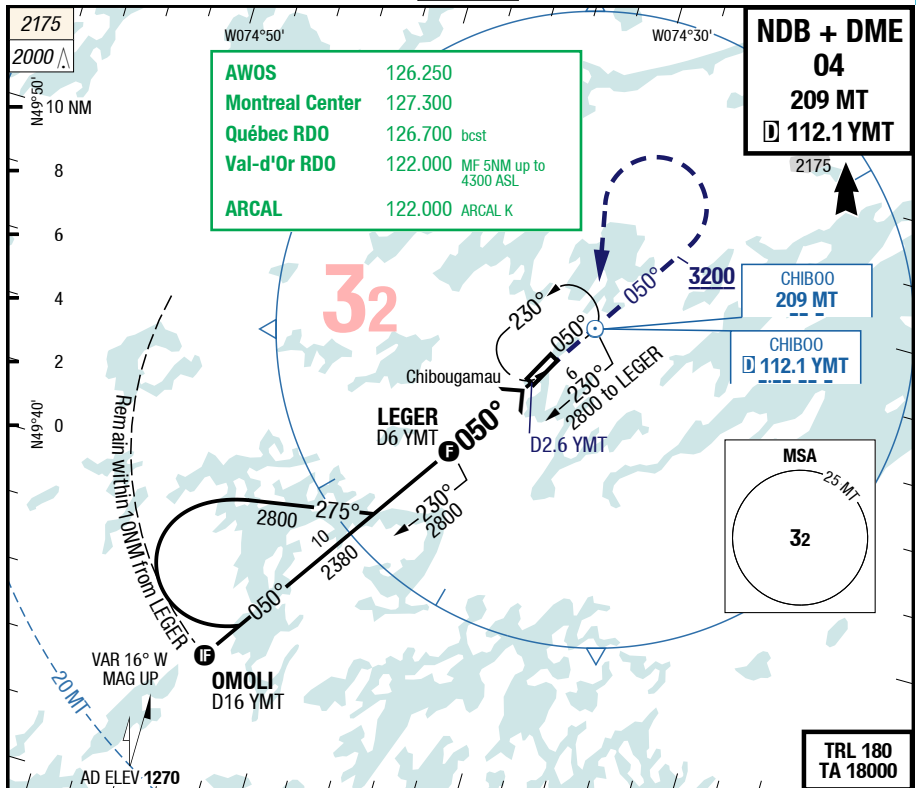 2175
2000
W074°50'
W074°30'
NDB + DME
04
209 MT
D 112.1 YMT
N49°50'
10 NM
8
6
4
2
0
N49°40'
AWOS 126.250
Montreal Center 127.300
Québec RDO 126.700 bcst
Val-d'Or RDO 122.000 MF 5NM up to
4300 ASL
ARCAL 122.000 ARCAL K
2175
32
3200
050°
CHIBOO
209 MT
CHIBOO
D 112.1 YMT
230°
050°
6
230°
2800 to LEGER
Chibougamau
D2.6 YMT
LEGER
D6 YMT
050°
F
230°
2800
275°
2800
10
2380
050°
Remain within 10NM from LEGER
IF
OMOLI
D16 YMT
VAR 16° W
MAG UP
20 MT
AD ELEV 1270
MSA
25 MT
32
TRL 180
TA 18000